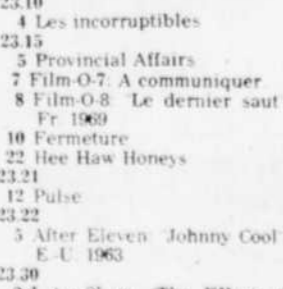 23.10
4 Les incorruptibles
23.15
5 Provincial Affairs
7 Film-O-7: A communiquer
8 Film-O-8: Le dernier saut
Fr. 1969
10 Fermeture
22 Hee Haw Honeys
23.21
12 Pulse
23.22
5 After Eleven: Johnny Cool
E.-U. 1963
23.30